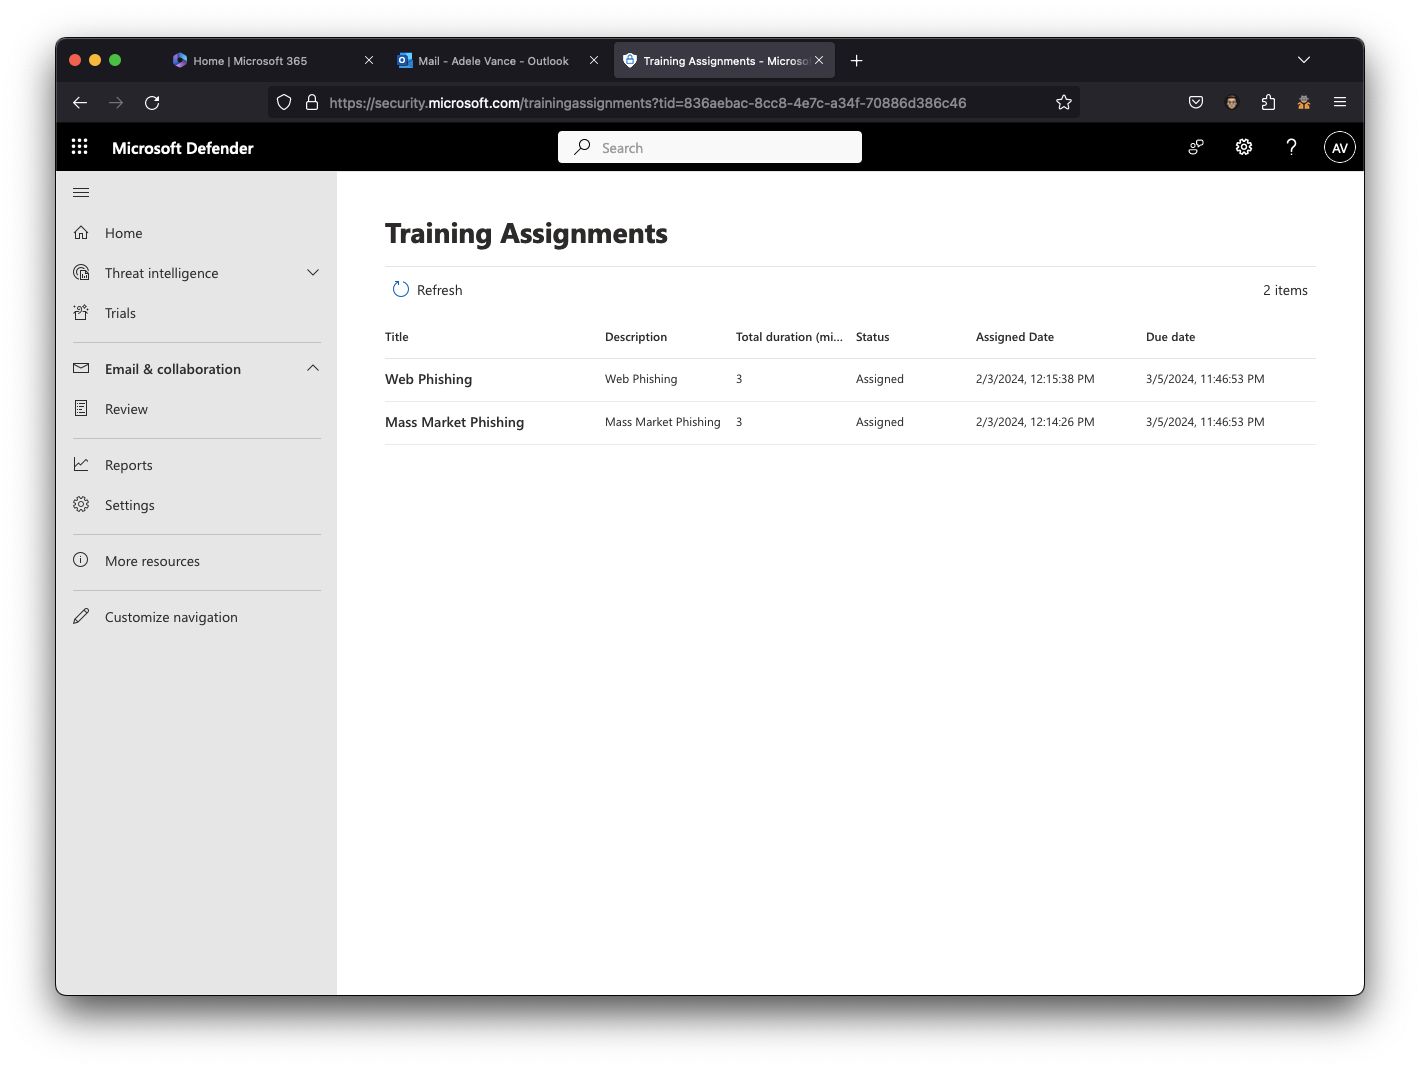 Home | Microsoft 365
Mail - Adele Vance - Outlook
Training Assignments - Microso
https://security.microsoft.com/trainingassignments?tid=836aebac-8cc8-4e7c-a34f-70886d386c46
Microsoft Defender
Search
AV
Home
Threat intelligence
Trials
Email & collaboration
Review
Reports
Settings
More resources
Customize navigation
Training Assignments
Refresh
2 items
Title Description Total duration (mi... Status Assigned Date Due date
Web Phishing Web Phishing 3 Assigned 2/3/2024, 12:15:38 PM 3/5/2024, 11:46:53 PM
Mass Market Phishing Mass Market Phishing 3 Assigned 2/3/2024, 12:14:26 PM 3/5/2024, 11:46:53 PM